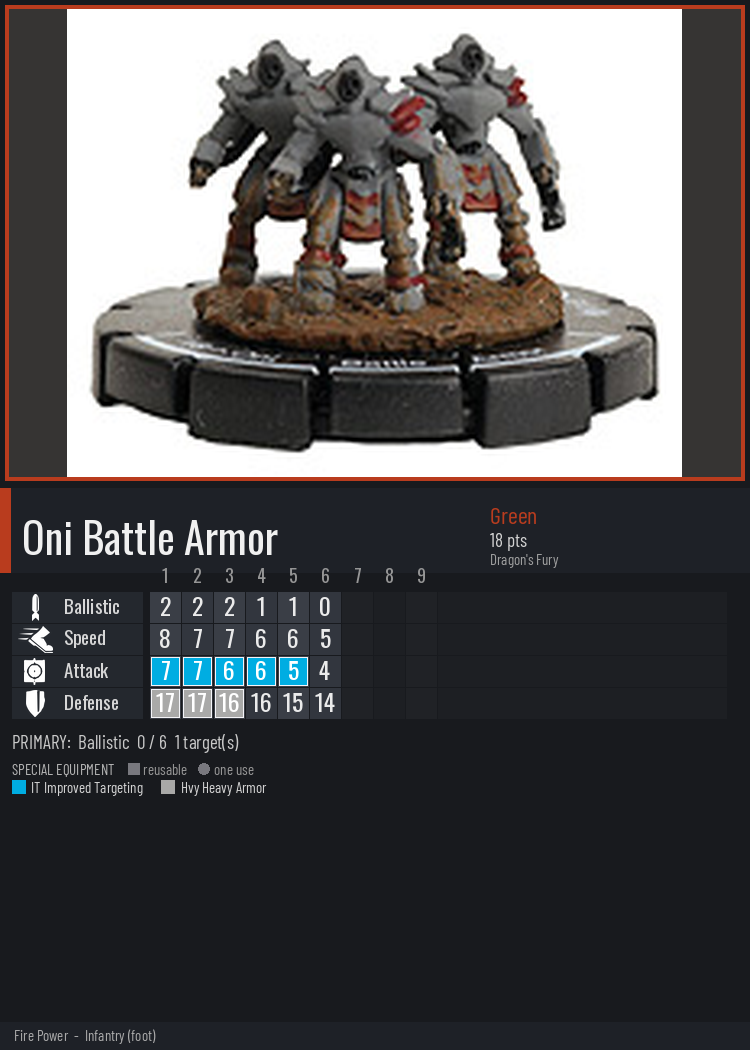 Battle
Oni Battle Armor
Green
18 pts
Dragon's Fury
1 2 3 4 5 6 7 8 9
Ballistic 2 2 2 1 1 0
Speed 8 7 7 6 6 5
Attack 7 7 6 6 5 4
Defense 17 17 16 16 15 14
PRIMARY: Ballistic 0 / 6 1 target(s)
SPECIAL EQUIPMENT reusable one use
IT Improved Targeting Hvy Heavy Armor
Fire Power - Infantry (foot)